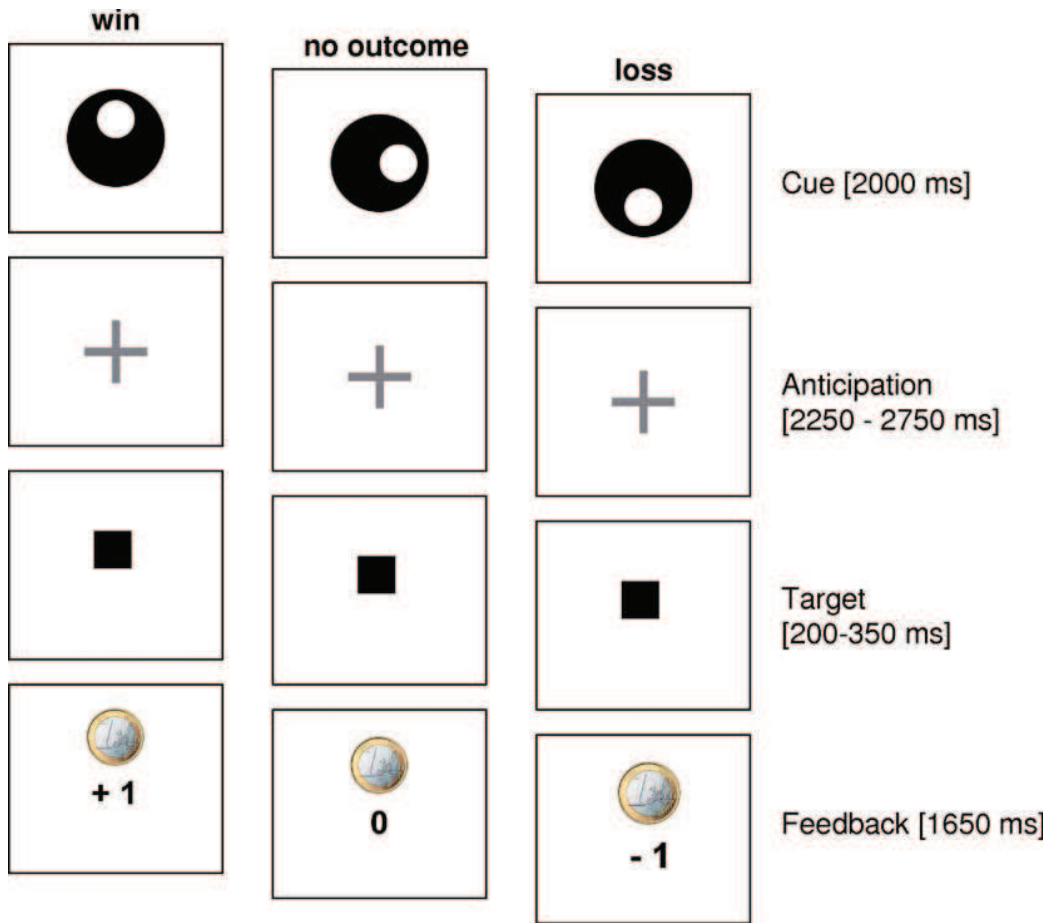 win
no outcome
loss
Cue [2000 ms]
Anticipation
[2250 - 2750 ms]
Target
[200-350 ms]
+ 1
0
- 1
Feedback [1650 ms]